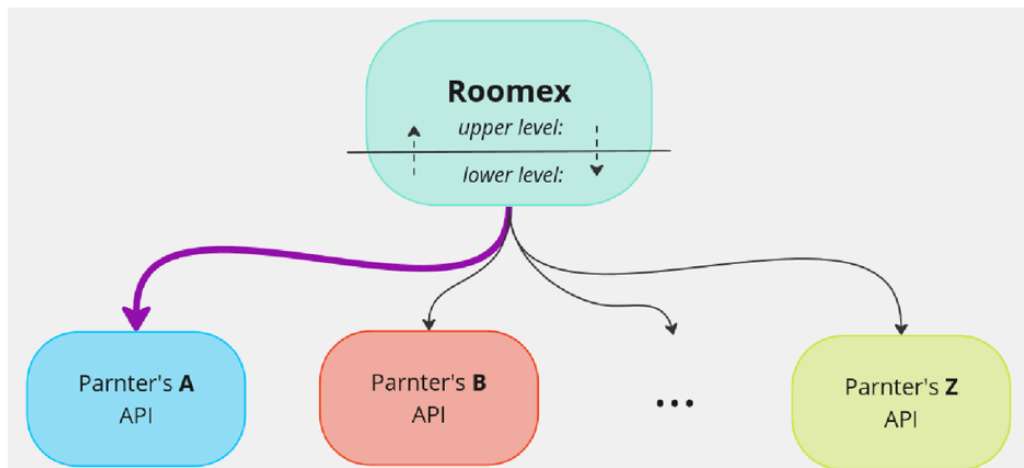 Roomex
upper level:
lower level:
Parnter's A
API
Parnter's B
API
...
Parnter's Z
API